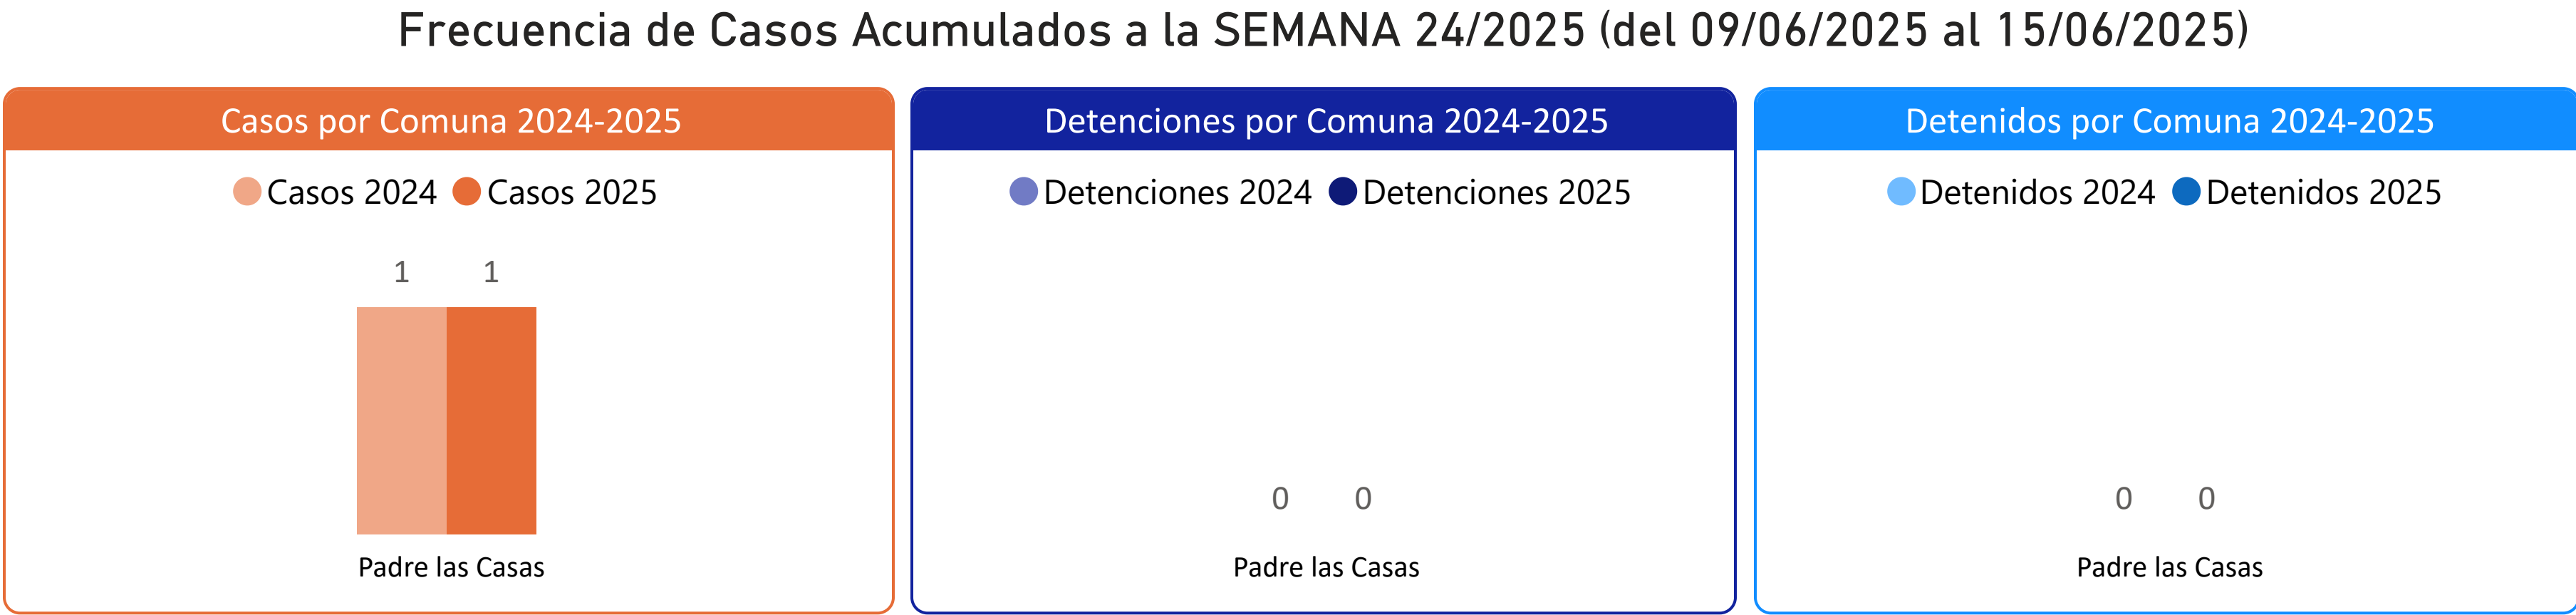 Frecuencia de Casos Acumulados a la SEMANA 24/2025 (del 09/06/2025 al 15/06/2025)
Casos por Comuna 2024-2025
Casos 2024 Casos 2025
1 1
Padre las Casas
Detenciones por Comuna 2024-2025
Detenciones 2024 Detenciones 2025
0 0
Padre las Casas
Detenidos por Comuna 2024-2025
Detenidos 2024 Detenidos 2025
0 0
Padre las Casas